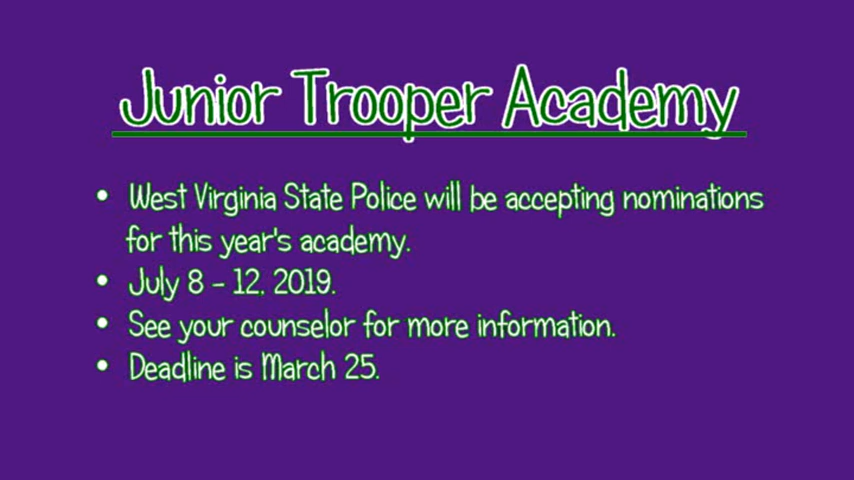 Junior Trooper Academy
• West Virginia State Police will be accepting nominations
for this year's academy.
• July 8 - 12, 2019.
• See your counselor for more information.
• Deadline is March 25.